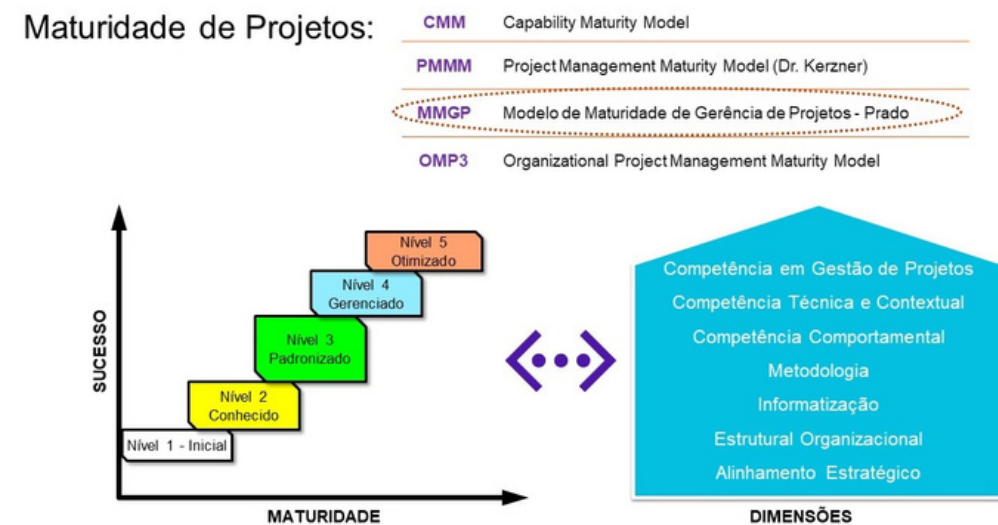 Maturidade de Projetos:
CMM Capability Maturity Model
PMMM Project Management Maturity Model (Dr. Kerzner)
MMGP Modelo de Maturidade de Gerência de Projetos - Prado
OMP3 Organizational Project Management Maturity Model
SUCESSO
Nível 5
Otimizado
Nível 4
Gerenciado
Nível 3
Padronizado
Nível 2
Conhecido
Nível 1 - Inicial
MATURIDADE
Competência em Gestão de Projetos
Competência Técnica e Contextual
Competência Comportamental
Metodologia
Informatização
Estrutural Organizacional
Alinhamento Estratégico
DIMENSÕES